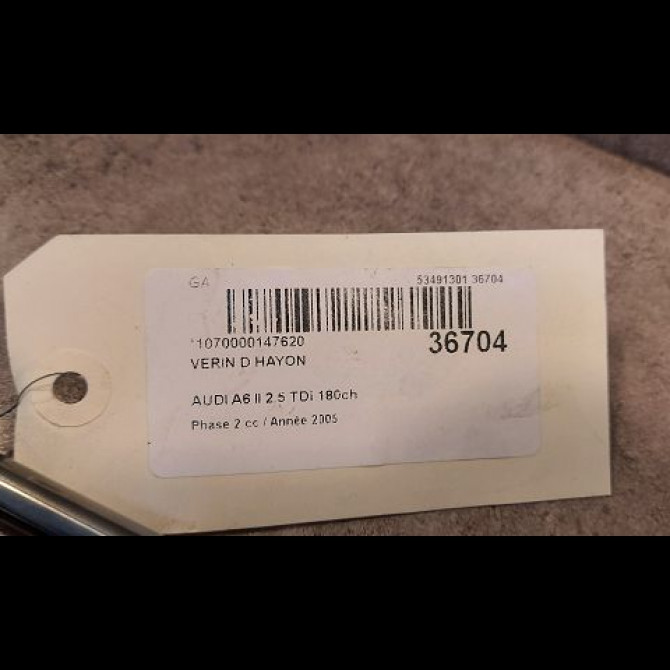 GA 53491301 36704
*1070000147620 36704
VERIN D HAYON
AUDI A6 II 2.5 TDi 180ch
Phase 2 cc / Année 2005